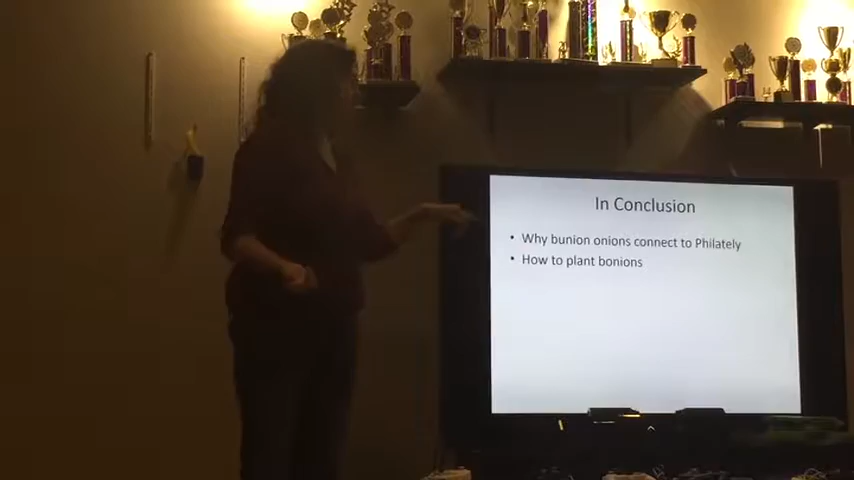 In Conclusion
• Why bunion onions connect to Philately
• How to plant bonions